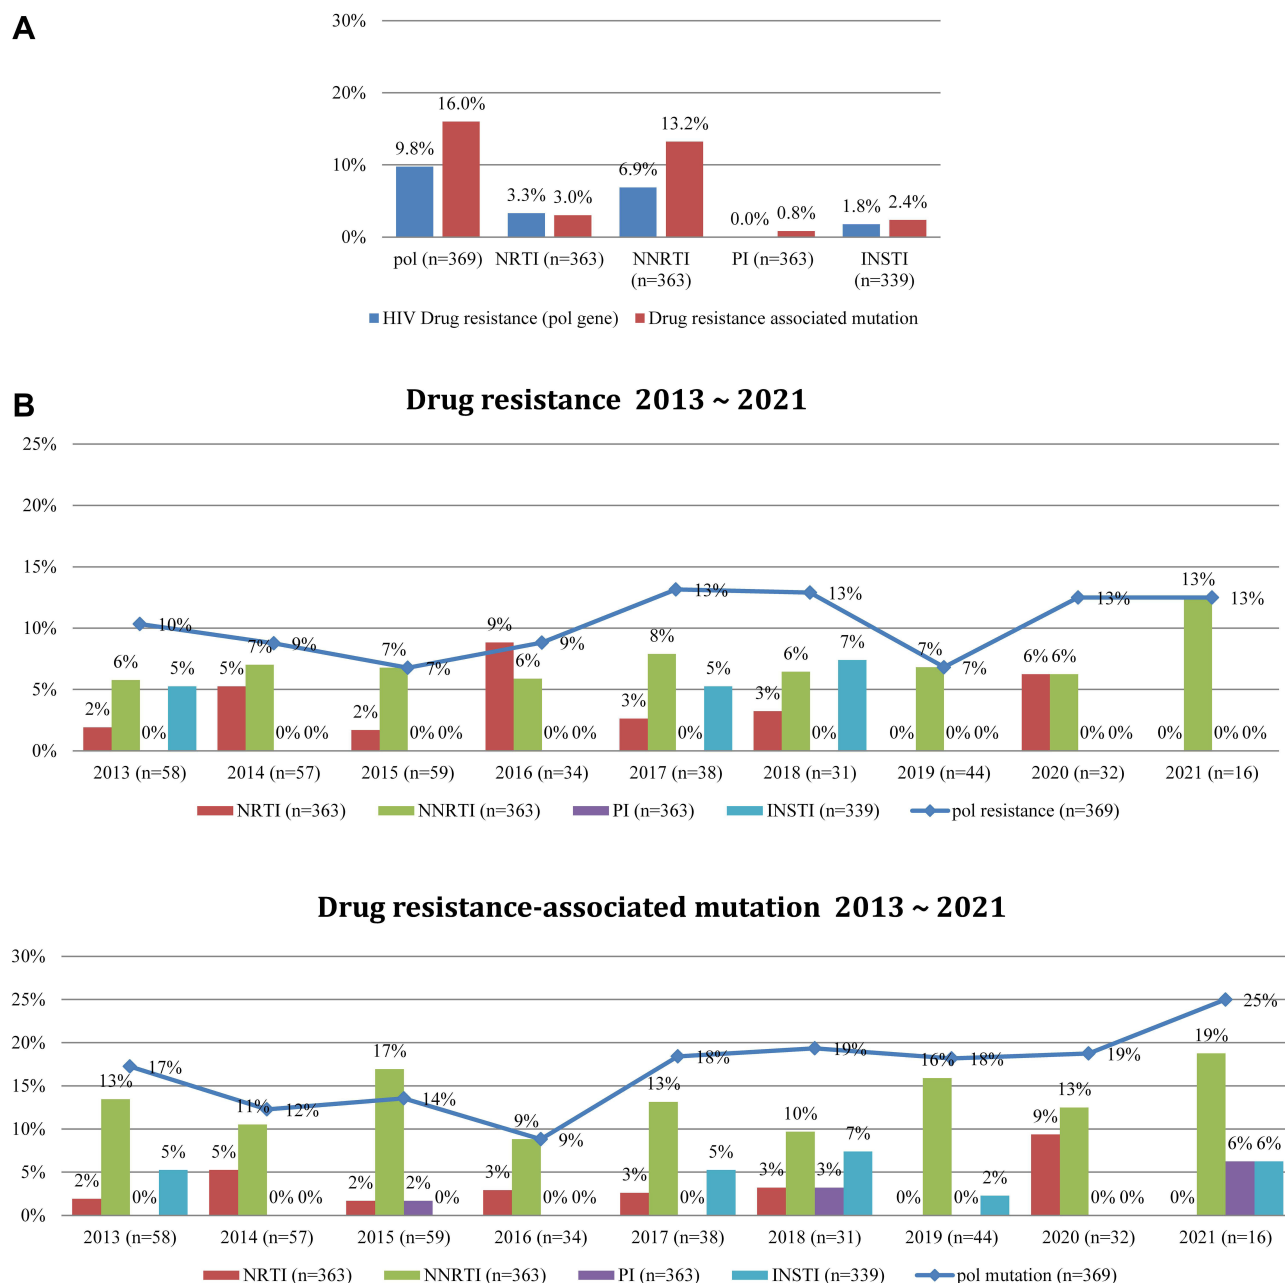 A
30%
20%
10%
0%
9.8%
16.0%
3.3%
3.0%
6.9%
13.2%
0.0%
0.8%
1.8%
2.4%
pol (n=369)
NRTI (n=363)
NNRTI
(n=363)
PI (n=363)
INSTI
(n=339)
HIV Drug resistance (pol gene)
Drug resistance associated mutation
B
Drug resistance 2013 ~ 2021
25%
20%
15%
10%
5%
0%
2% 6% 0% 5% 10%
5% 7% 0% 0% 9%
2% 7% 0% 0% 7%
9% 6% 0% 0% 9%
3% 8% 0% 5% 13%
3% 6% 0% 7% 13%
0% 7% 0% 0% 7%
6% 6% 0% 0% 13%
0% 13% 0% 0% 13%
2013 (n=58) 2014 (n=57) 2015 (n=59) 2016 (n=34) 2017 (n=38) 2018 (n=31) 2019 (n=44) 2020 (n=32) 2021 (n=16)
NRTI (n=363) NNRTI (n=363) PI (n=363) INSTI (n=339) pol resistance (n=369)
Drug resistance-associated mutation 2013 ~ 2021
30%
25%
20%
15%
10%
5%
0%
2% 13% 0% 5% 17%
5% 11% 0% 0% 12%
2% 17% 2% 0% 14%
3% 9% 0% 0% 9%
3% 13% 0% 5% 18%
3% 10% 3% 7% 19%
0% 16% 0% 2% 18%
9% 13% 0% 0% 19%
0% 19% 6% 6% 25%
2013 (n=58) 2014 (n=57) 2015 (n=59) 2016 (n=34) 2017 (n=38) 2018 (n=31) 2019 (n=44) 2020 (n=32) 2021 (n=16)
NRTI (n=363) NNRTI (n=363) PI (n=363) INSTI (n=339) pol mutation (n=369)